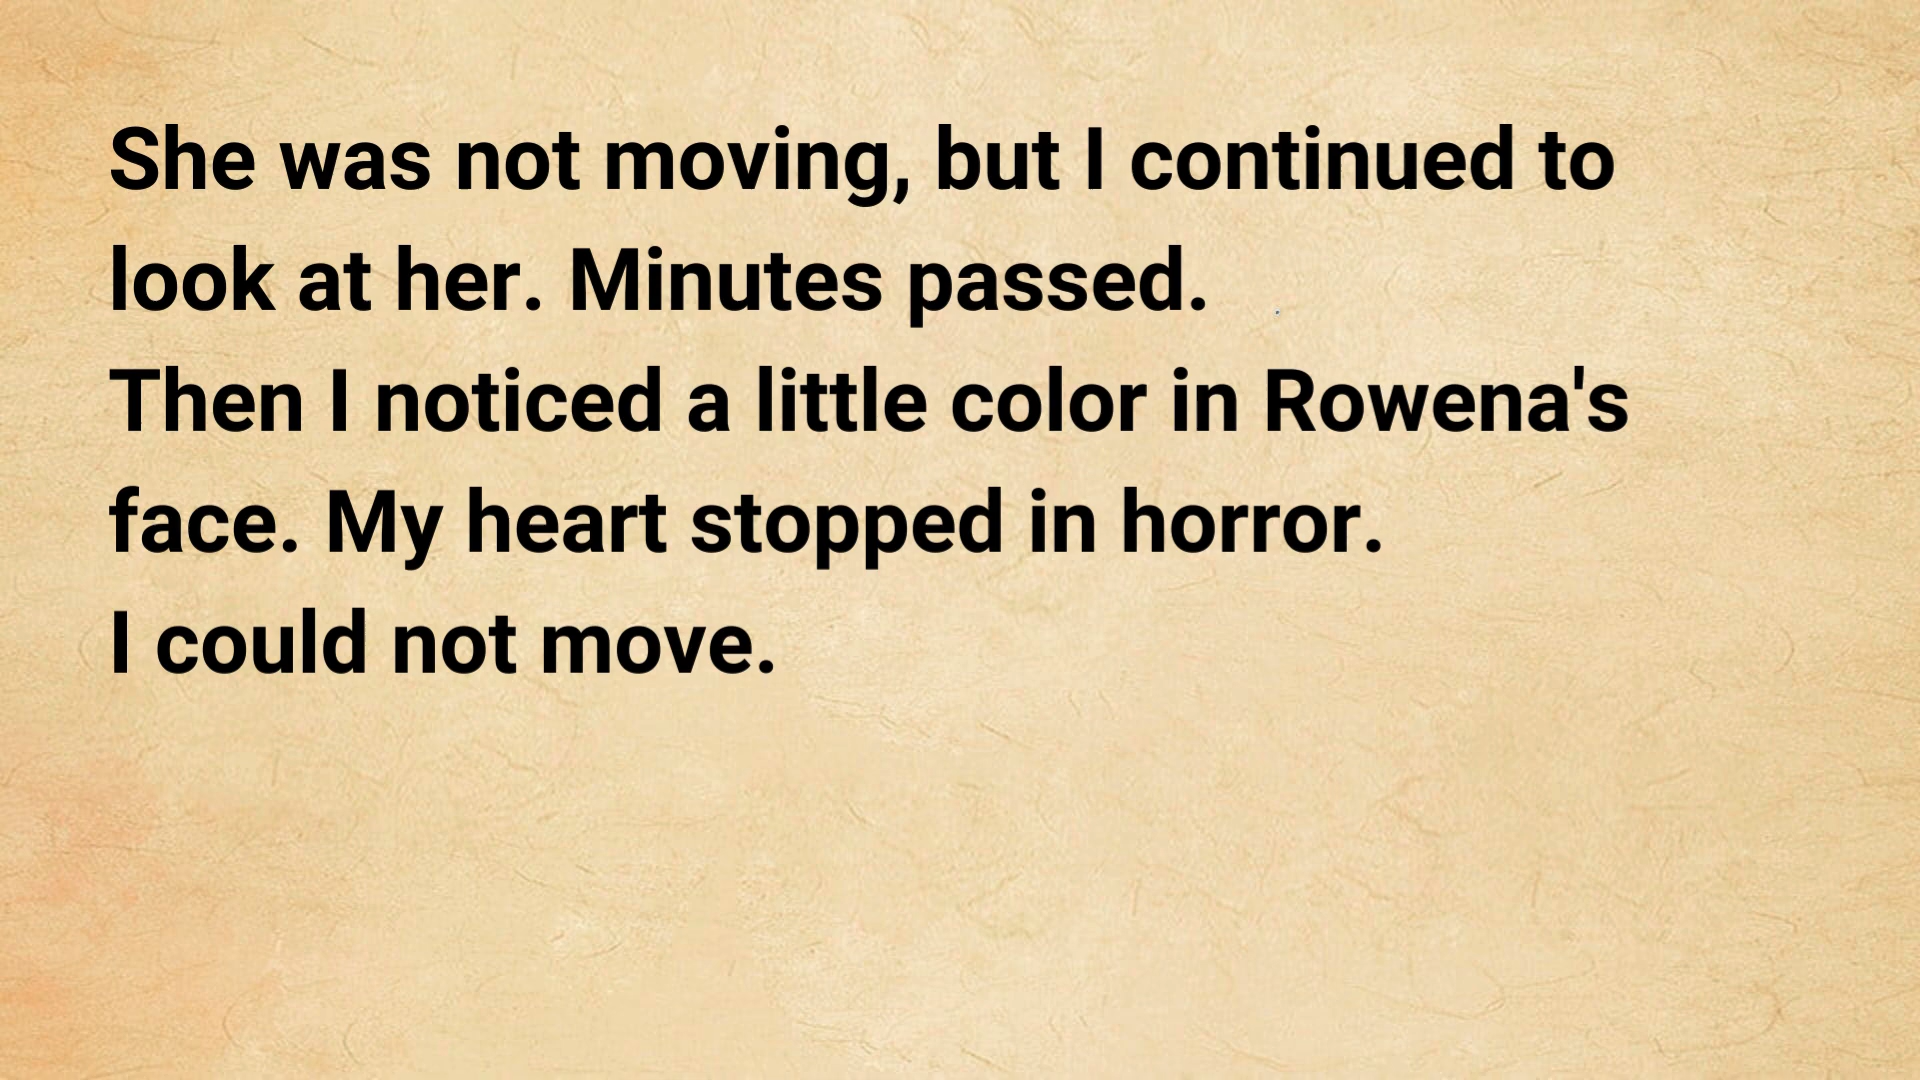 She was not moving, but I continued to
look at her. Minutes passed.
Then I noticed a little color in Rowena's
face. My heart stopped in horror.
I could not move.